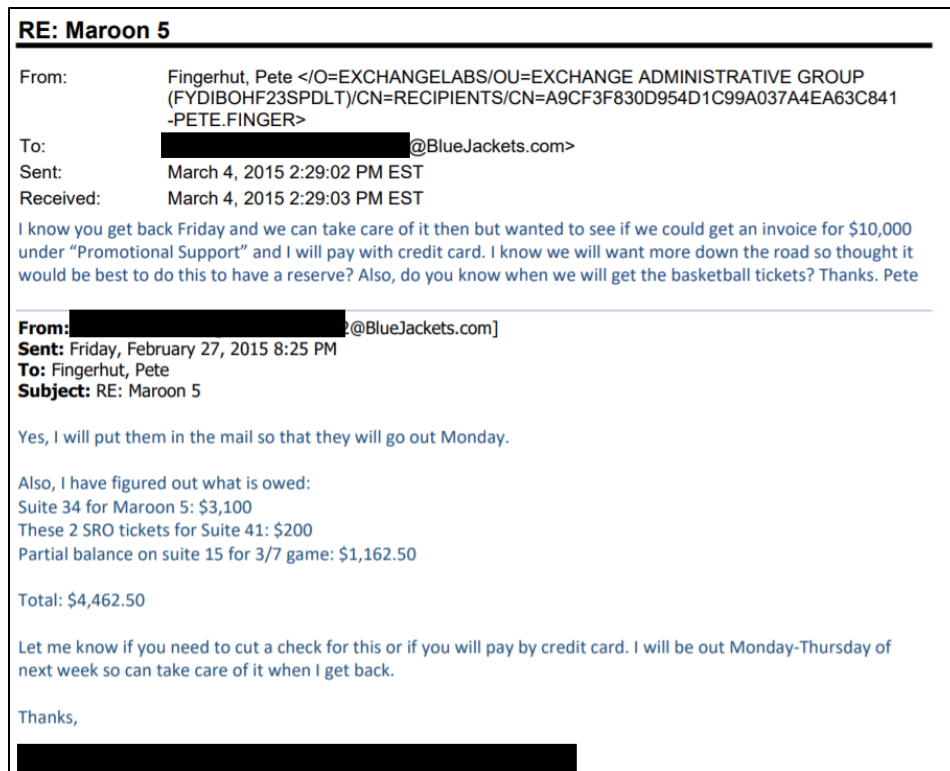 RE: Maroon 5
From: Fingerhut, Pete </O=EXCHANGELABS/OU=EXCHANGE ADMINISTRATIVE GROUP
(FYDIBOHF23SPDLT)/CN=RECIPIENTS/CN=A9CF3F830D954D1C99A037A4EA63C841
-PETE.FINGER>
To: @BlueJackets.com>
Sent: March 4, 2015 2:29:02 PM EST
Received: March 4, 2015 2:29:03 PM EST
I know you get back Friday and we can take care of it then but wanted to see if we could get an invoice for $10,000
under “Promotional Support” and I will pay with credit card. I know we will want more down the road so thought it
would be best to do this to have a reserve? Also, do you know when we will get the basketball tickets? Thanks. Pete
From: @BlueJackets.com]
Sent: Friday, February 27, 2015 8:25 PM
To: Fingerhut, Pete
Subject: RE: Maroon 5
Yes, I will put them in the mail so that they will go out Monday.
Also, I have figured out what is owed:
Suite 34 for Maroon 5: $3,100
These 2 SRO tickets for Suite 41: $200
Partial balance on suite 15 for 3/7 game: $1,162.50
Total: $4,462.50
Let me know if you need to cut a check for this or if you will pay by credit card. I will be out Monday-Thursday of
next week so can take care of it when I get back.
Thanks,